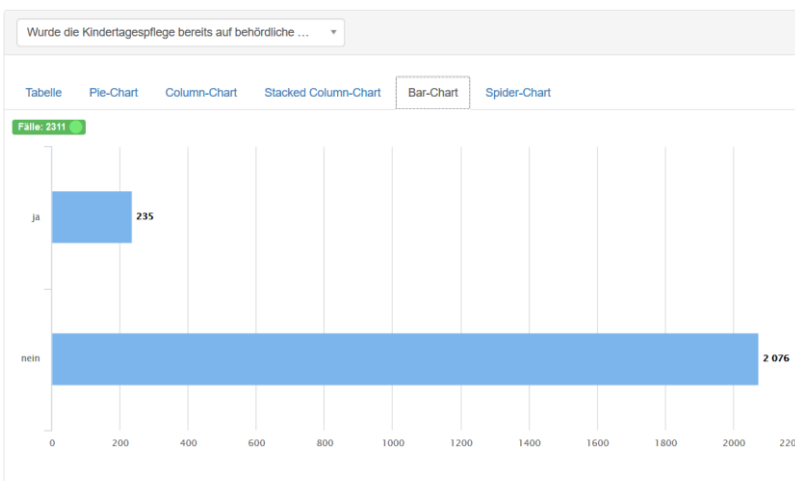 Wurde die Kindertagespflege bereits auf behördliche ...
Tabelle Pie-Chart Column-Chart Stacked Column-Chart Bar-Chart Spider-Chart
Fälle: 2311
ja 235
nein 2 076
0 200 400 600 800 1000 1200 1400 1600 1800 2000 220